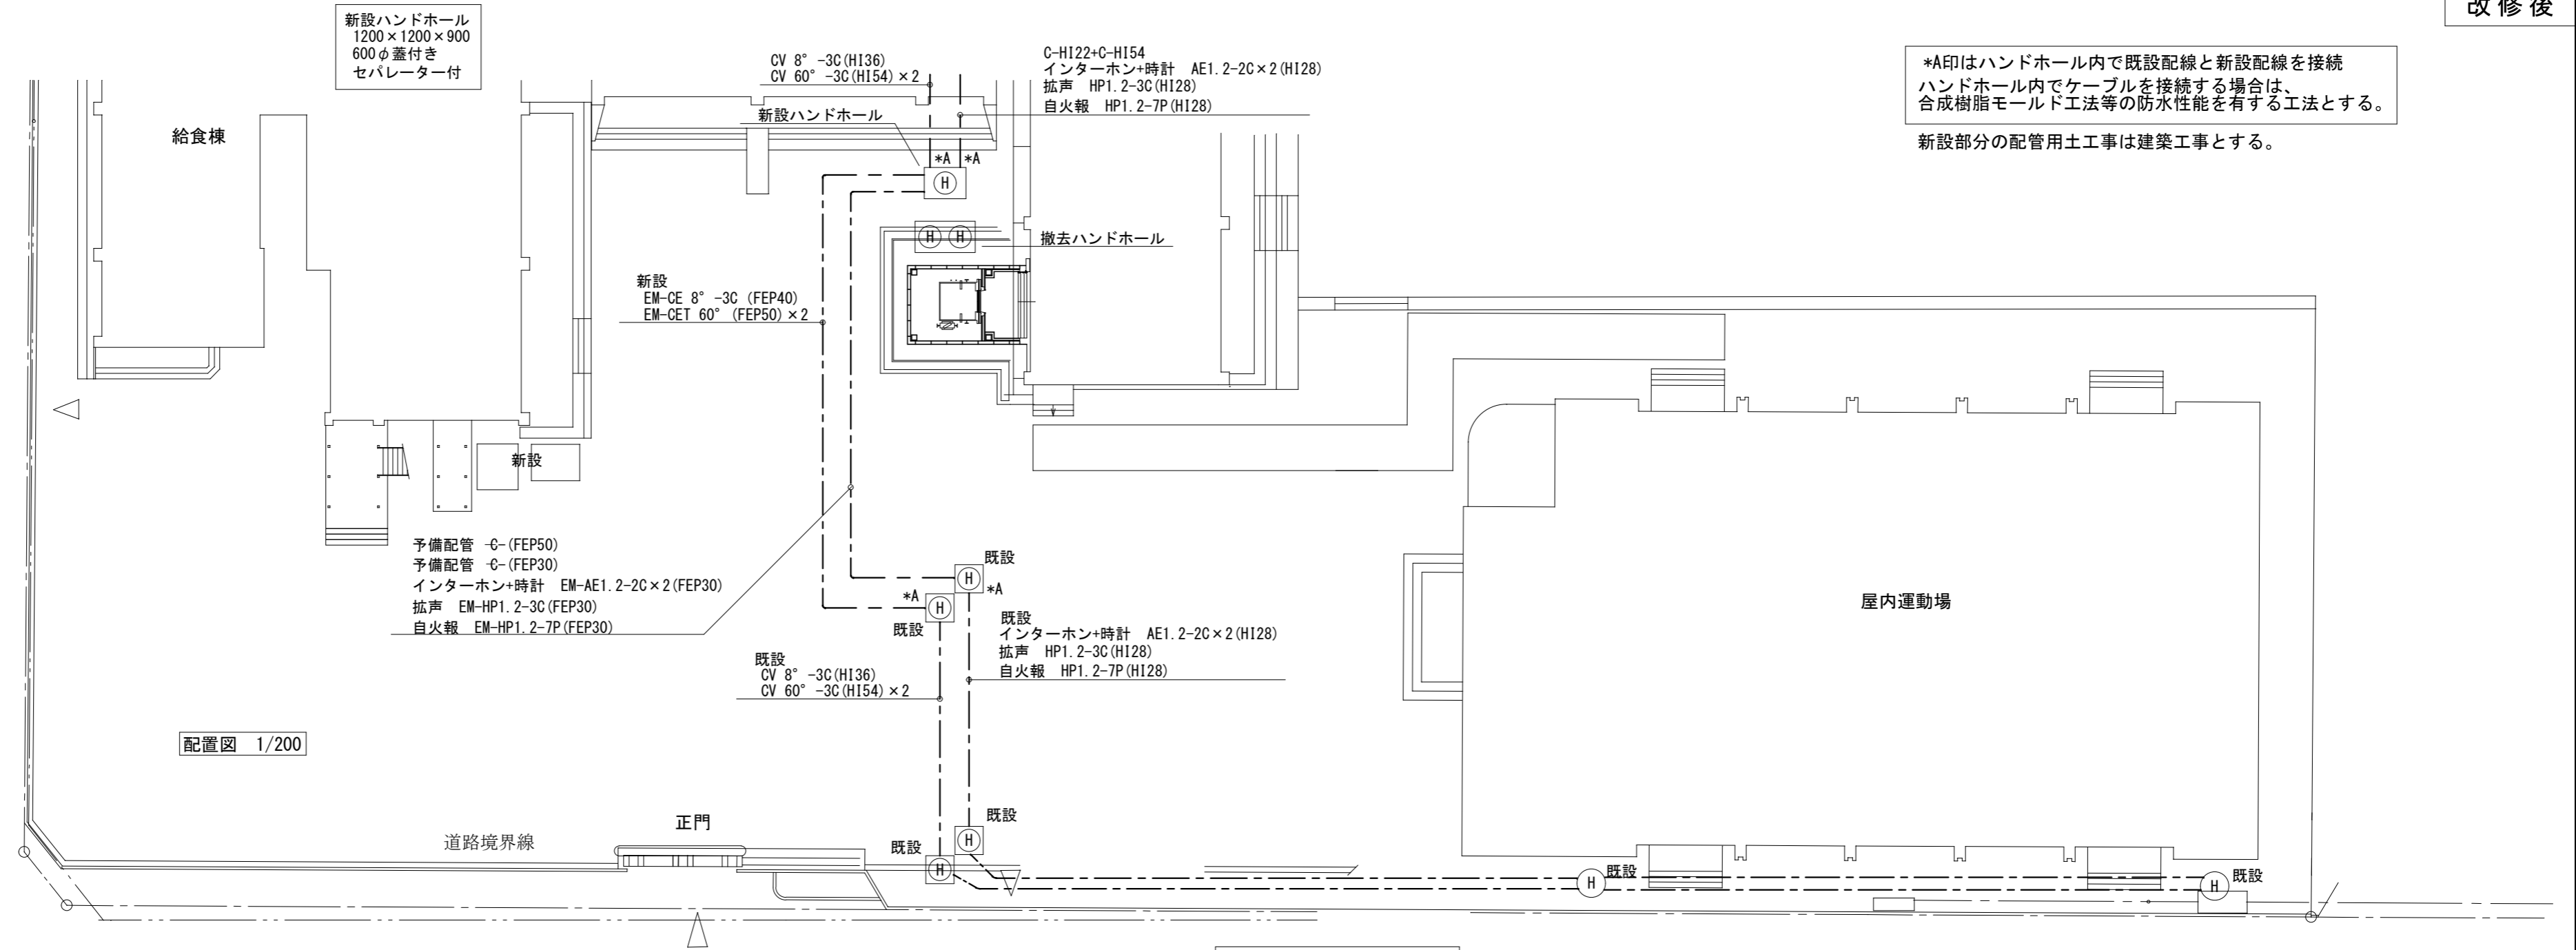 改修後
新設ハンドホール
1200×1200×900
600φ蓋付き
セパレーター付
CV 8°-3C(HI36)
CV 60°-3C(HI54)×2
C-HI22+C-HI54
インターホン+時計 AE1.2-2C×2(HI28)
拡声 HP1.2-3C(HI28)
自火報 HP1.2-7P(HI28)
*A印はハンドホール内で既設配線と新設配線を接続
ハンドホール内でケーブルを接続する場合は、
合成樹脂モールド工法等の防水性能を有する工法とする。
新設部分の配管用土工事は建築工事とする。
給食棟
新設ハンドホール
*A
*A
H
H
H
撤去ハンドホール
新設
EM-CE 8°-3C (FEP40)
EM-CET 60° (FEP50)×2
新設
予備配管 -C-(FEP50)
予備配管 -C-(FEP30)
インターホン+時計 EM-AE1.2-2C×2(FEP30)
拡声 EM-HP1.2-3C(FEP30)
自火報 EM-HP1.2-7P(FEP30)
既設
H
*A
*A
H
既設
既設
インターホン+時計 AE1.2-2C×2(HI28)
拡声 HP1.2-3C(HI28)
自火報 HP1.2-7P(HI28)
既設
CV 8°-3C(HI36)
CV 60°-3C(HI54)×2
屋内運動場
配置図 1/200
道路境界線
正門
既設
H
既設
H
H
既設
H
既設